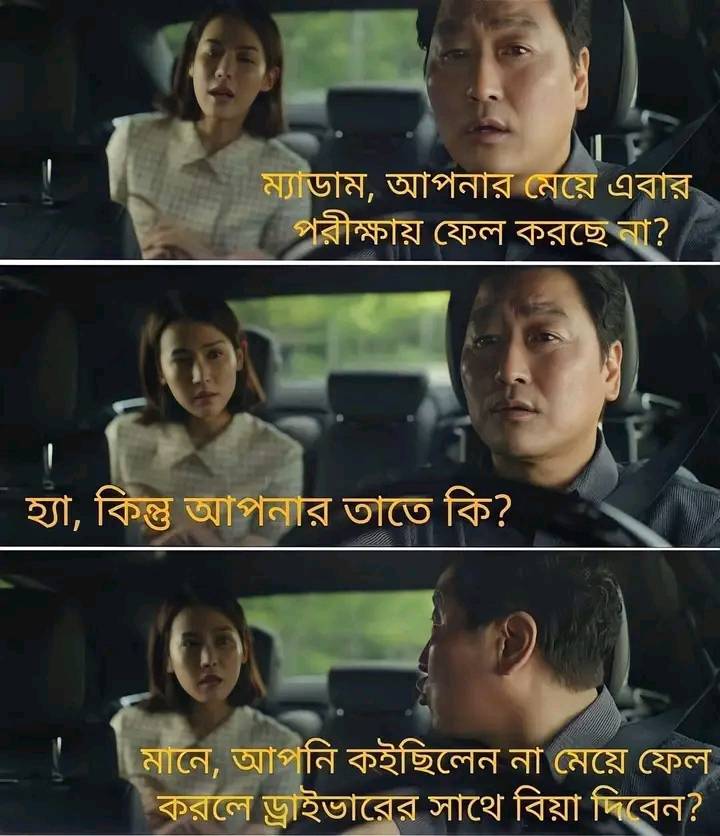 ম্যাডাম, আপনার মেয়ে এবার
পরীক্ষায় ফেল করছে না?
হ্যা, কিন্তু আপনার তাতে কি?
মানে, আপনি কইছিলেন না মেয়ে ফেল
করলে ড্রাইভারের সাথে বিয়া দিবেন?